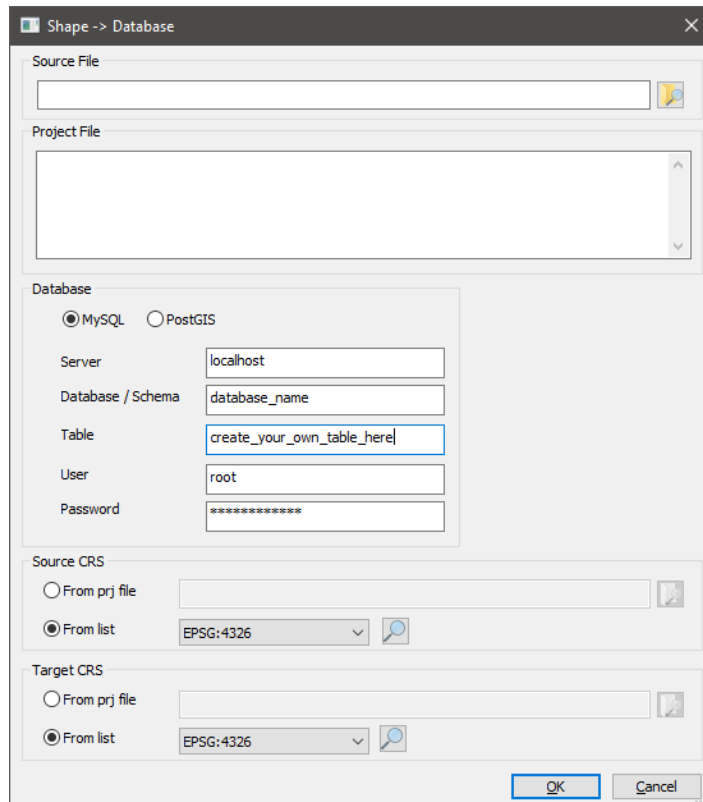 Shape -> Database
Source File
Project File
Database
MySQL PostGIS
Server localhost
Database / Schema database_name
Table create_your_own_table_here
User root
Password ************
Source CRS
From prj file
From list EPSG:4326
Target CRS
From prj file
From list EPSG:4326
OK Cancel